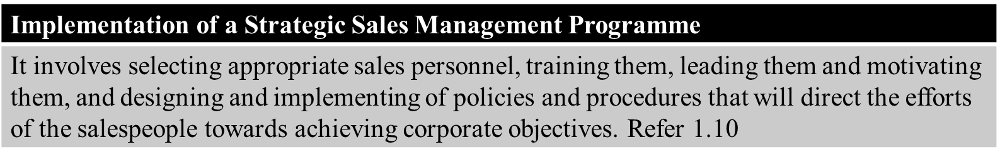 Implementation of a Strategic Sales Management Programme
It involves selecting appropriate sales personnel, training them, leading them and motivating
them, and designing and implementing of policies and procedures that will direct the efforts
of the salespeople towards achieving corporate objectives. Refer 1.10